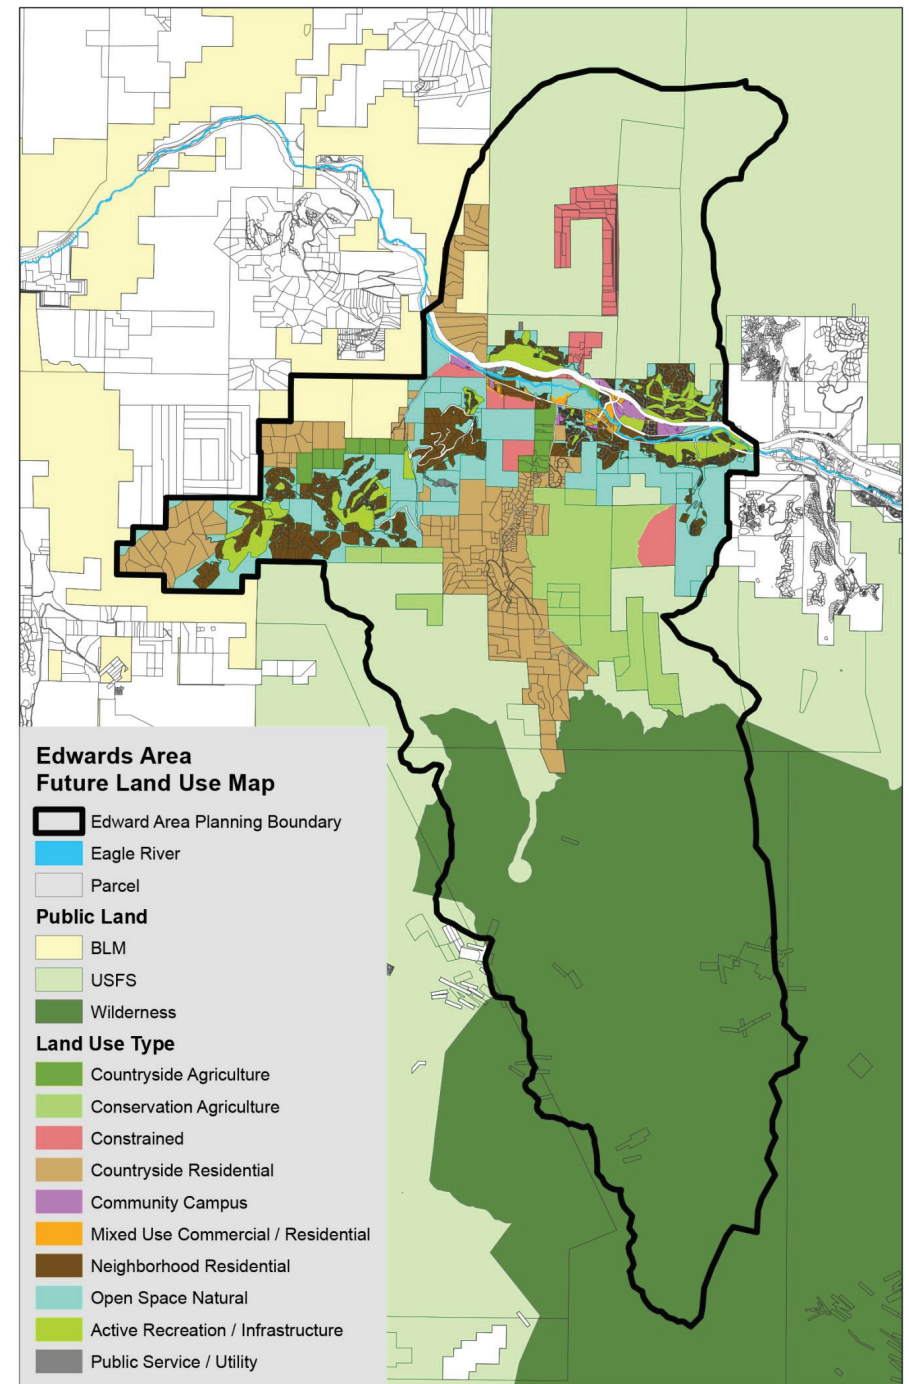 Edwards Area
Future Land Use Map
Edward Area Planning Boundary
Eagle River
Parcel
Public Land
BLM
USFS
Wilderness
Land Use Type
Countryside Agriculture
Conservation Agriculture
Constrained
Countryside Residential
Community Campus
Mixed Use Commercial / Residential
Neighborhood Residential
Open Space Natural
Active Recreation / Infrastructure
Public Service / Utility